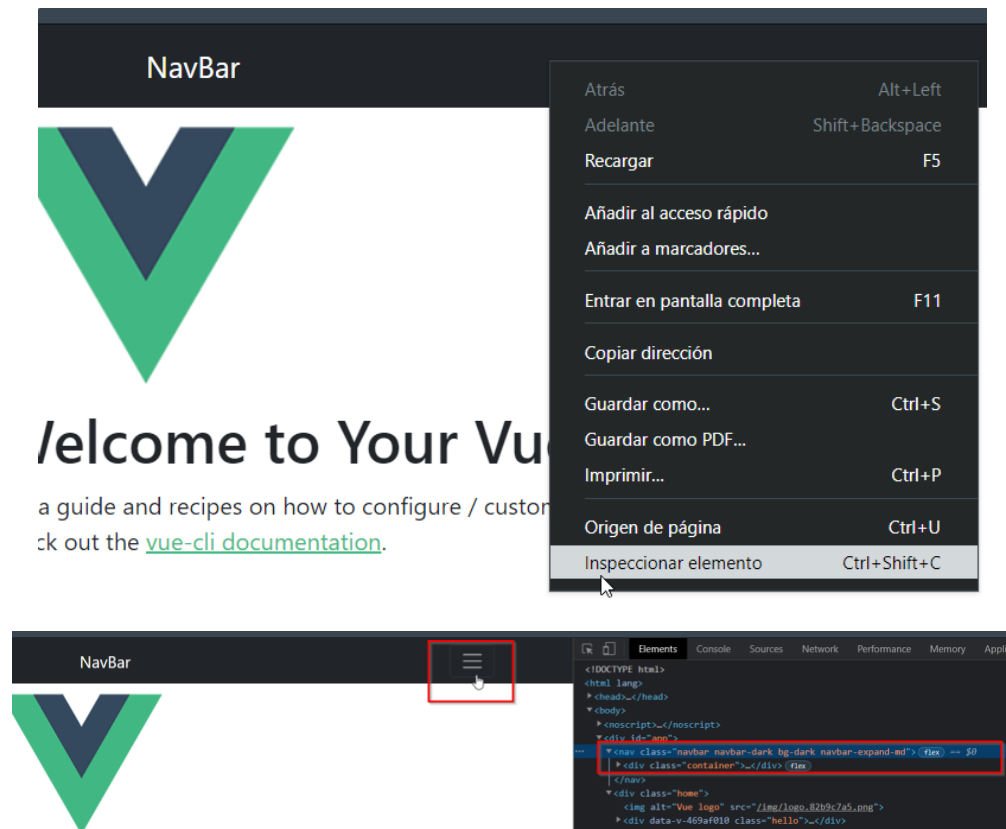 NavBar
Atrás Alt+Left
Adelante Shift+Backspace
Recargar F5
Añadir al acceso rápido
Añadir a marcadores...
Entrar en pantalla completa F11
Copiar dirección
Guardar como... Ctrl+S
Guardar como PDF...
Imprimir... Ctrl+P
Origen de página Ctrl+U
Inspeccionar elemento Ctrl+Shift+C
elcome to Your Vu
a guide and recipes on how to configure / custor
ck out the vue-cli documentation.
NavBar
Elements Console Sources Network Performance Memory Appli
<!DOCTYPE html>
<html lang>
▶<head>…</head>
▼<body>
▶<noscript>…</noscript>
▼<div id="app">
… ▼<nav class="navbar navbar-dark bg-dark navbar-expand-md"> flex == $0
▶<div class="container">…</div> flex
</nav>
▼<div class="home">
<img alt="Vue logo" src="/img/logo.82b9c7a5.png">
▶<div data-v-469af010 class="hello">…</div>